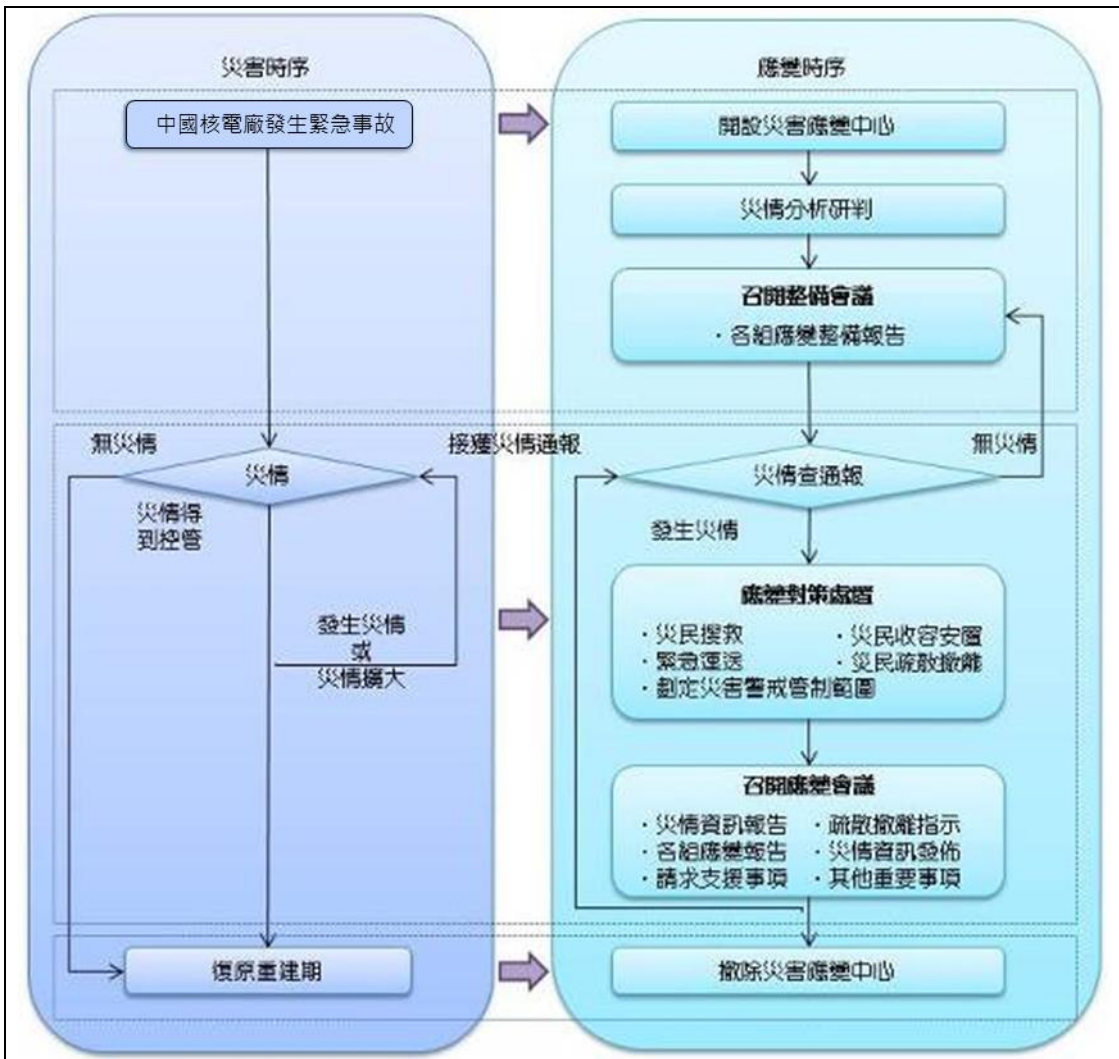 災害時序
中國核電廠發生緊急事故
無災情
災情
災情得
到控管
發生災情
或
災情擴大
復原重建期
應變時序
開設災害應變中心
災情分析研判
召開整備會議
・各組應變整備報告
接獲災情通報
災情查通報
無災情
發生災情
應變對策處置
・災民搜救
・災民收容安置
・緊急運送
・災民疏散撤離
・劃定災害警戒管制範圍
召開應變會議
・災情資訊報告
・疏散撤離指示
・各組應變報告
・災情資訊發佈
・請求支援事項
・其他重要事項
撤除災害應變中心